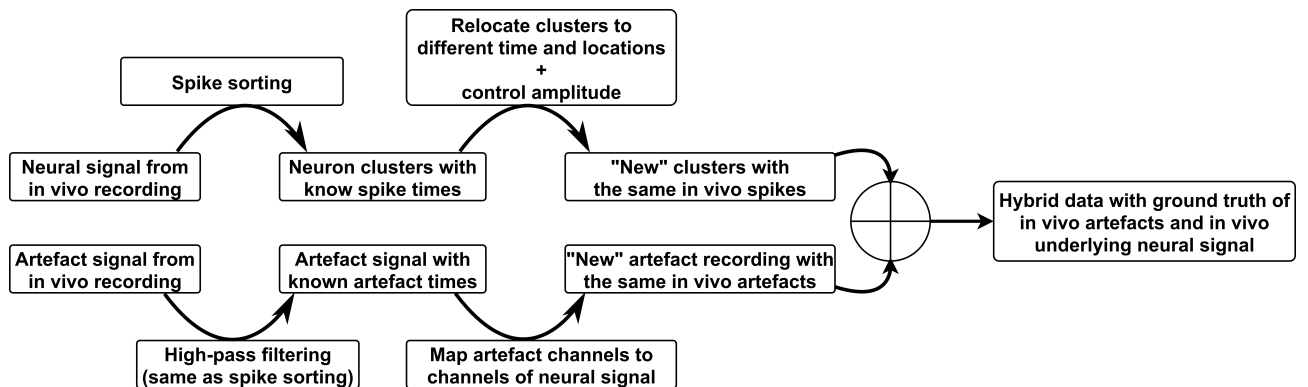 Relocate clusters to
different time and locations
+
control amplitude
Spike sorting
Neural signal from
in vivo recording
Neuron clusters with
know spike times
"New" clusters with
the same in vivo spikes
Hybrid data with ground truth of
in vivo artefacts and in vivo
underlying neural signal
Artefact signal from
in vivo recording
Artefact signal with
known artefact times
"New" artefact recording with
the same in vivo artefacts
High-pass filtering
(same as spike sorting)
Map artefact channels to
channels of neural signal